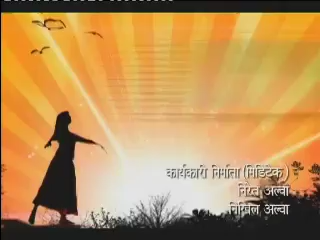 कार्यकारी निर्माता (मिडिटेक)
निरेत अल्वा
निखिल अल्वा